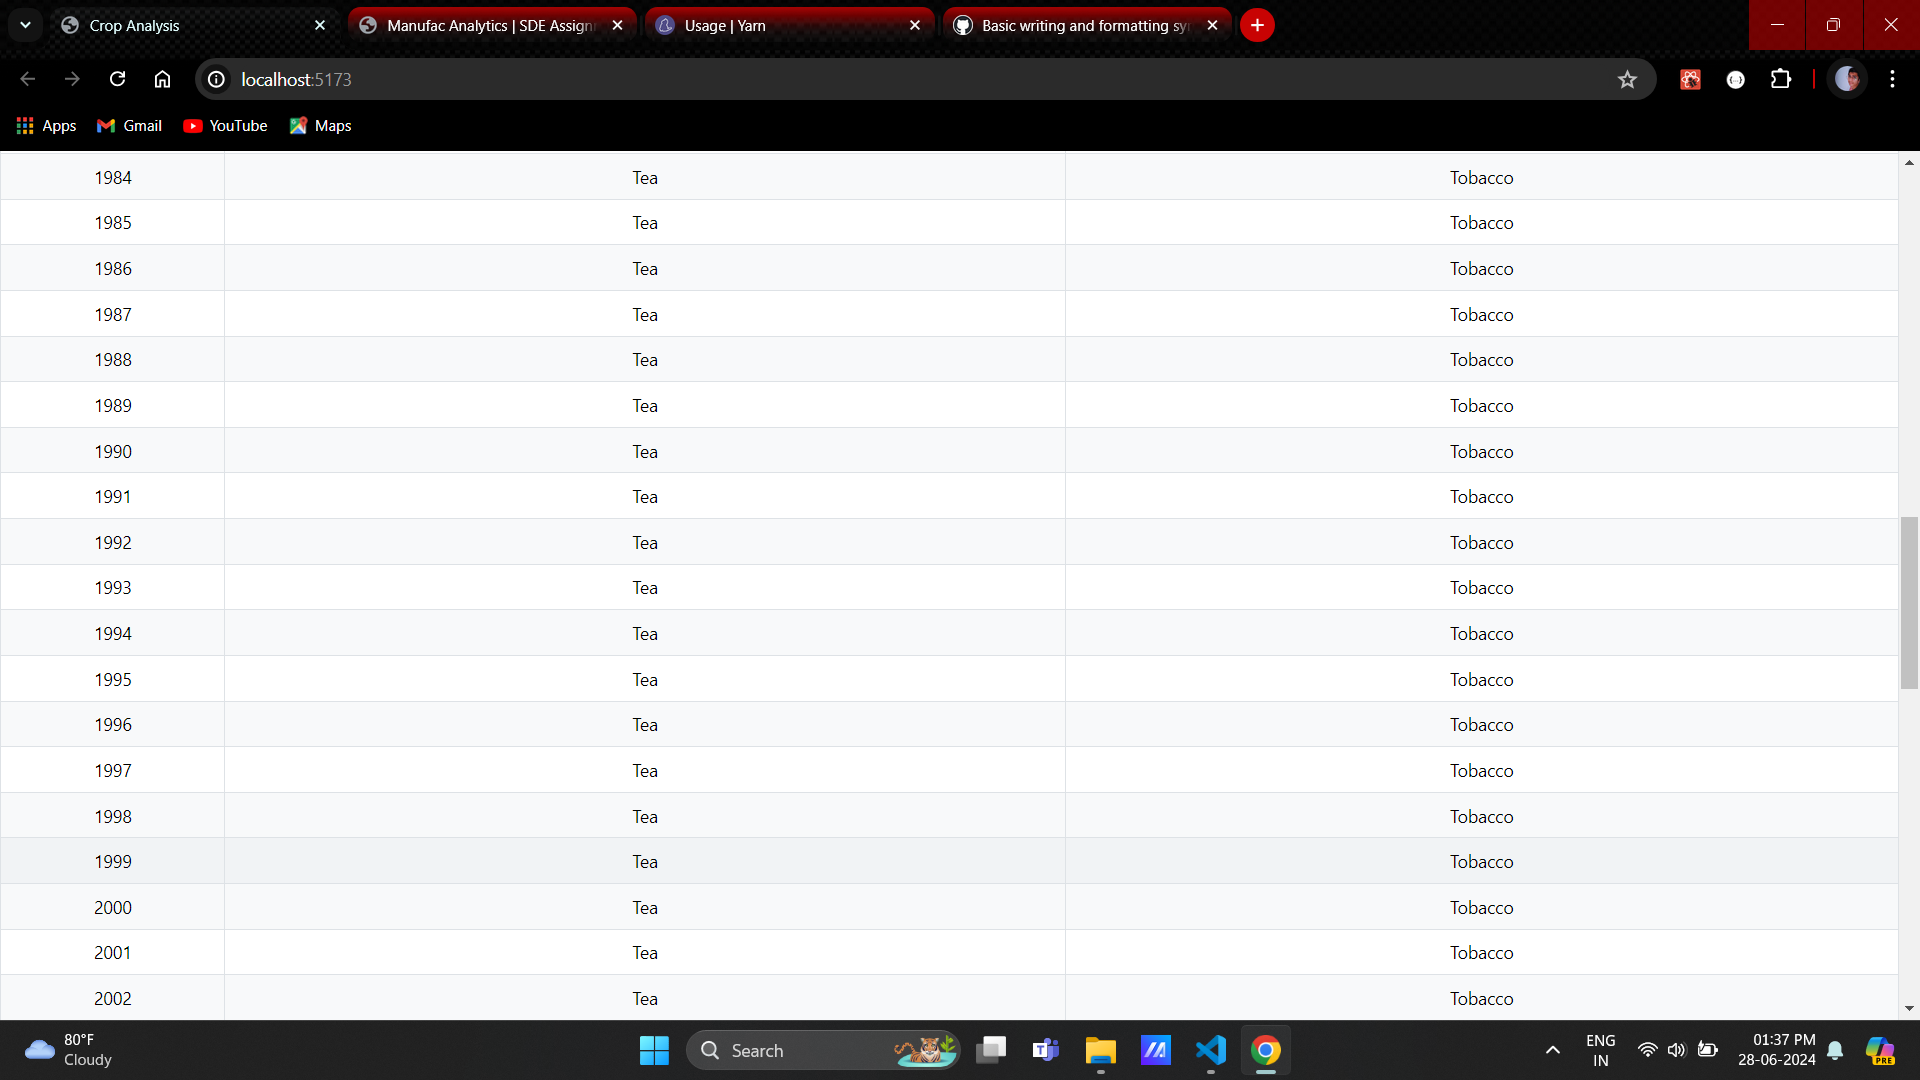 Crop Analysis
Manufac Analytics | SDE Assign
Usage | Yarn
Basic writing and formatting sy
localhost:5173
Apps
Gmail
YouTube
Maps
1984 Tea Tobacco
1985 Tea Tobacco
1986 Tea Tobacco
1987 Tea Tobacco
1988 Tea Tobacco
1989 Tea Tobacco
1990 Tea Tobacco
1991 Tea Tobacco
1992 Tea Tobacco
1993 Tea Tobacco
1994 Tea Tobacco
1995 Tea Tobacco
1996 Tea Tobacco
1997 Tea Tobacco
1998 Tea Tobacco
1999 Tea Tobacco
2000 Tea Tobacco
2001 Tea Tobacco
2002 Tea Tobacco
80°F
Cloudy
Search
ENG
IN
01:37 PM
28-06-2024
PRE